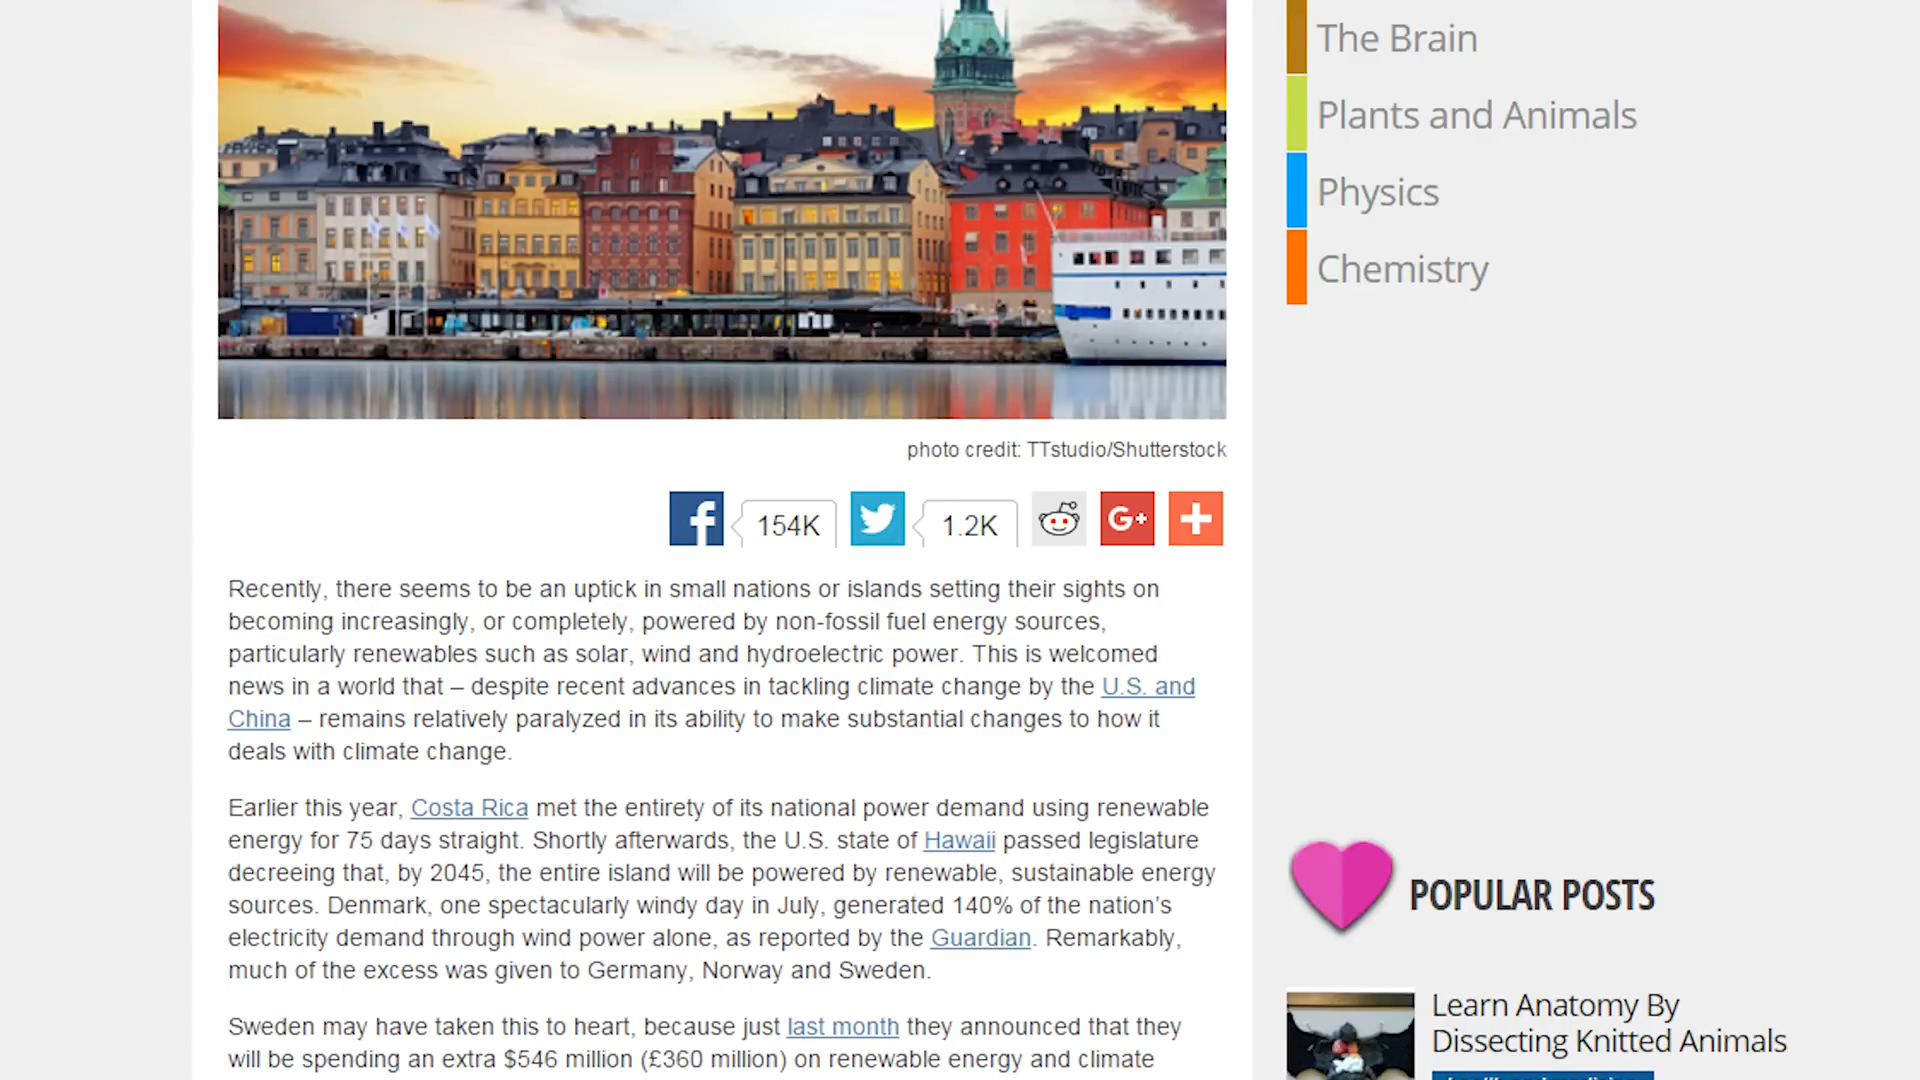 The Brain
Plants and Animals
Physics
Chemistry
photo credit: TTstudio/Shutterstock
154K
1.2K
G+
Recently, there seems to be an uptick in small nations or islands setting their sights on
becoming increasingly, or completely, powered by non-fossil fuel energy sources,
particularly renewables such as solar, wind and hydroelectric power. This is welcomed
news in a world that – despite recent advances in tackling climate change by the U.S. and
China – remains relatively paralyzed in its ability to make substantial changes to how it
deals with climate change.
Earlier this year, Costa Rica met the entirety of its national power demand using renewable
energy for 75 days straight. Shortly afterwards, the U.S. state of Hawaii passed legislature
decreeing that, by 2045, the entire island will be powered by renewable, sustainable energy
sources. Denmark, one spectacularly windy day in July, generated 140% of the nation's
electricity demand through wind power alone, as reported by the Guardian. Remarkably,
much of the excess was given to Germany, Norway and Sweden.
Sweden may have taken this to heart, because just last month they announced that they
will be spending an extra $546 million (£360 million) on renewable energy and climate
POPULAR POSTS
Learn Anatomy By
Dissecting Knitted Animals